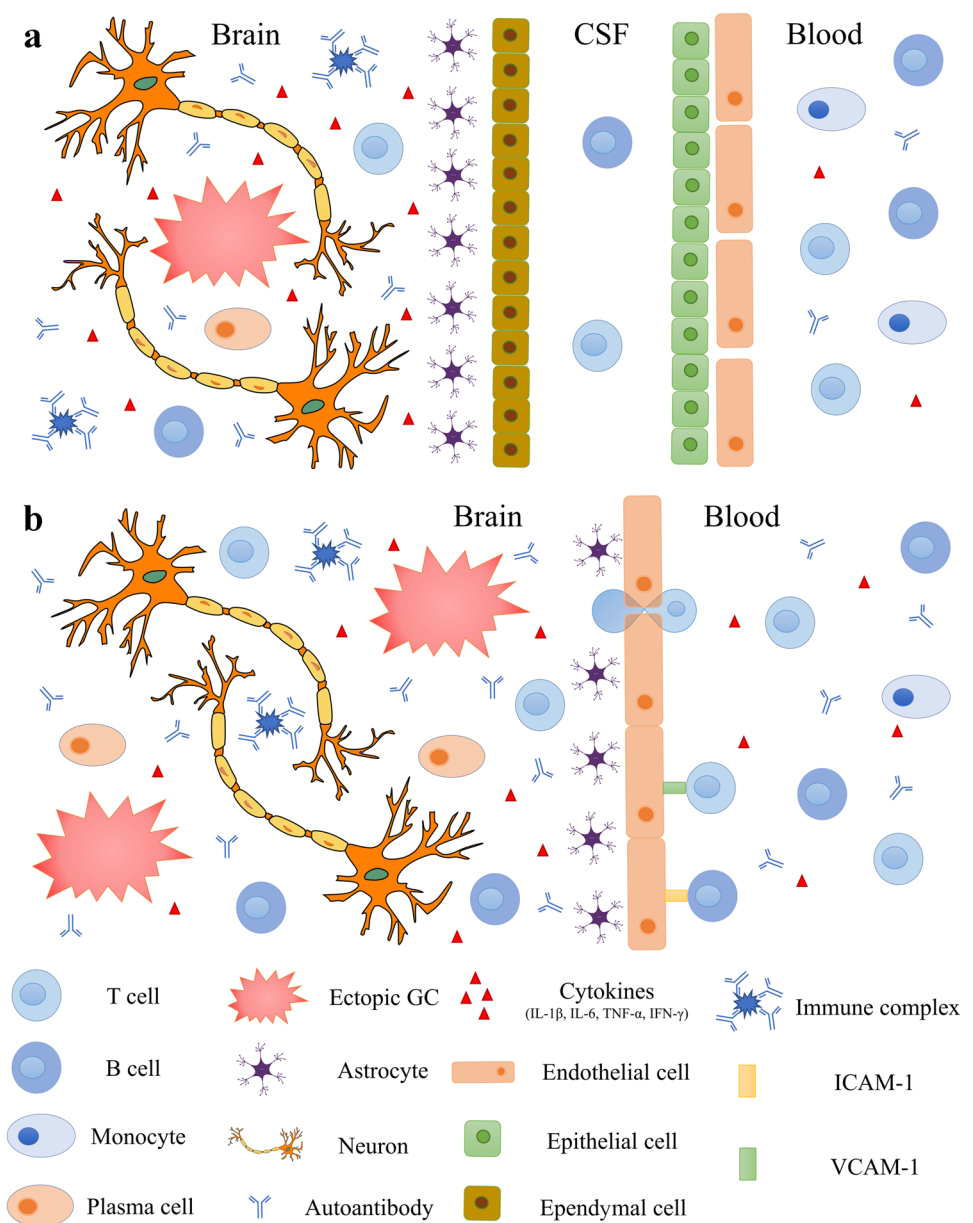 a
Brain
CSF
Blood
b
Brain
Blood
T cell
Ectopic GC
Cytokines
(IL-1β, IL-6, TNF-α, IFN-γ)
Immune complex
B cell
Astrocyte
Endothelial cell
ICAM-1
Monocyte
Neuron
Epithelial cell
VCAM-1
Plasma cell
Autoantibody
Ependymal cell